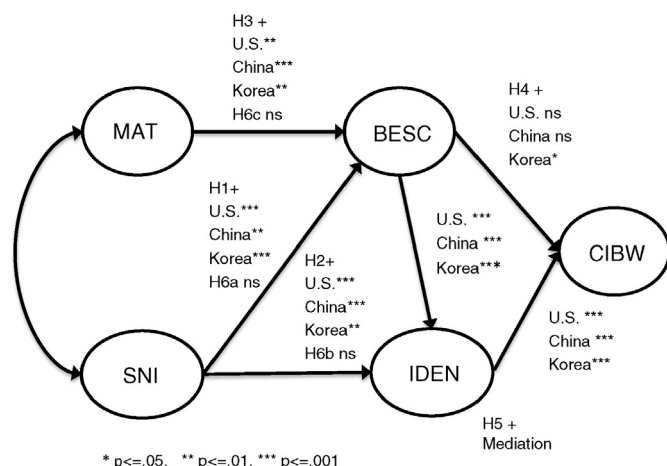 H3 +
U.S.**
China***
Korea**
H6c ns
MAT
BESC
H4 +
U.S. ns
China ns
Korea*
H1+
U.S.***
China**
Korea***
H6a ns
H2+
U.S.***
China***
Korea**
H6b ns
U.S. ***
China ***
Korea***
CIBW
SNI
IDEN
U.S. ***
China ***
Korea***
H5 +
Mediation
* p<=.05, ** p<=.01, *** p<=.001